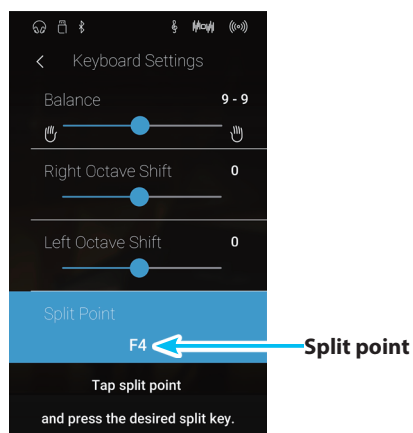 Keyboard Settings
Balance 9 - 9
Right Octave Shift 0
Left Octave Shift 0
Split Point
F4 Split point
Tap split point
and press the desired split key.